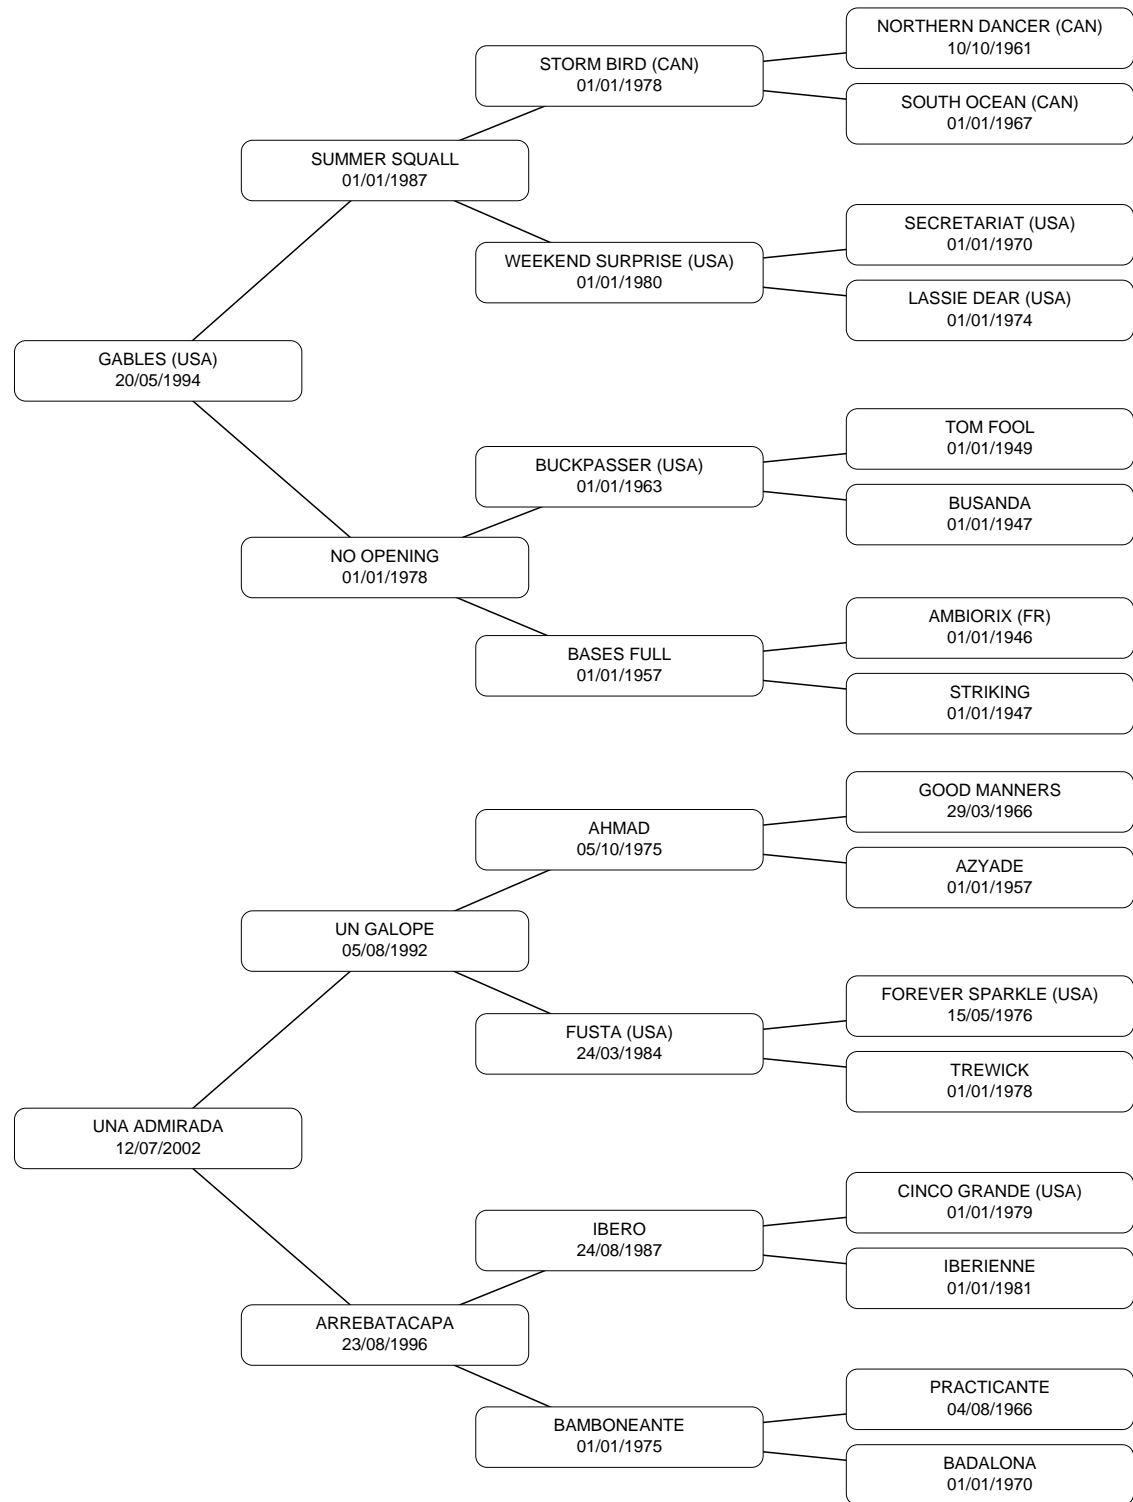 NORTHERN DANCER (CAN)
10/10/1961
STORM BIRD (CAN)
01/01/1978
SOUTH OCEAN (CAN)
01/01/1967
SUMMER SQUALL
01/01/1987
SECRETARIAT (USA)
01/01/1970
WEEKEND SURPRISE (USA)
01/01/1980
LASSIE DEAR (USA)
01/01/1974
GABLES (USA)
20/05/1994
TOM FOOL
01/01/1949
BUCKPASSER (USA)
01/01/1963
BUSANDA
01/01/1947
NO OPENING
01/01/1978
AMBIORIX (FR)
01/01/1946
BASES FULL
01/01/1957
STRIKING
01/01/1947
GOOD MANNERS
29/03/1966
AHMAD
05/10/1975
AZYADE
01/01/1957
UN GALOPE
05/08/1992
FOREVER SPARKLE (USA)
15/05/1976
FUSTA (USA)
24/03/1984
TREWICK
01/01/1978
UNA ADMIRADA
12/07/2002
CINCO GRANDE (USA)
01/01/1979
IBERO
24/08/1987
IBERIENNE
01/01/1981
ARREBATACAPA
23/08/1996
PRACTICANTE
04/08/1966
BAMBONEANTE
01/01/1975
BADALONA
01/01/1970